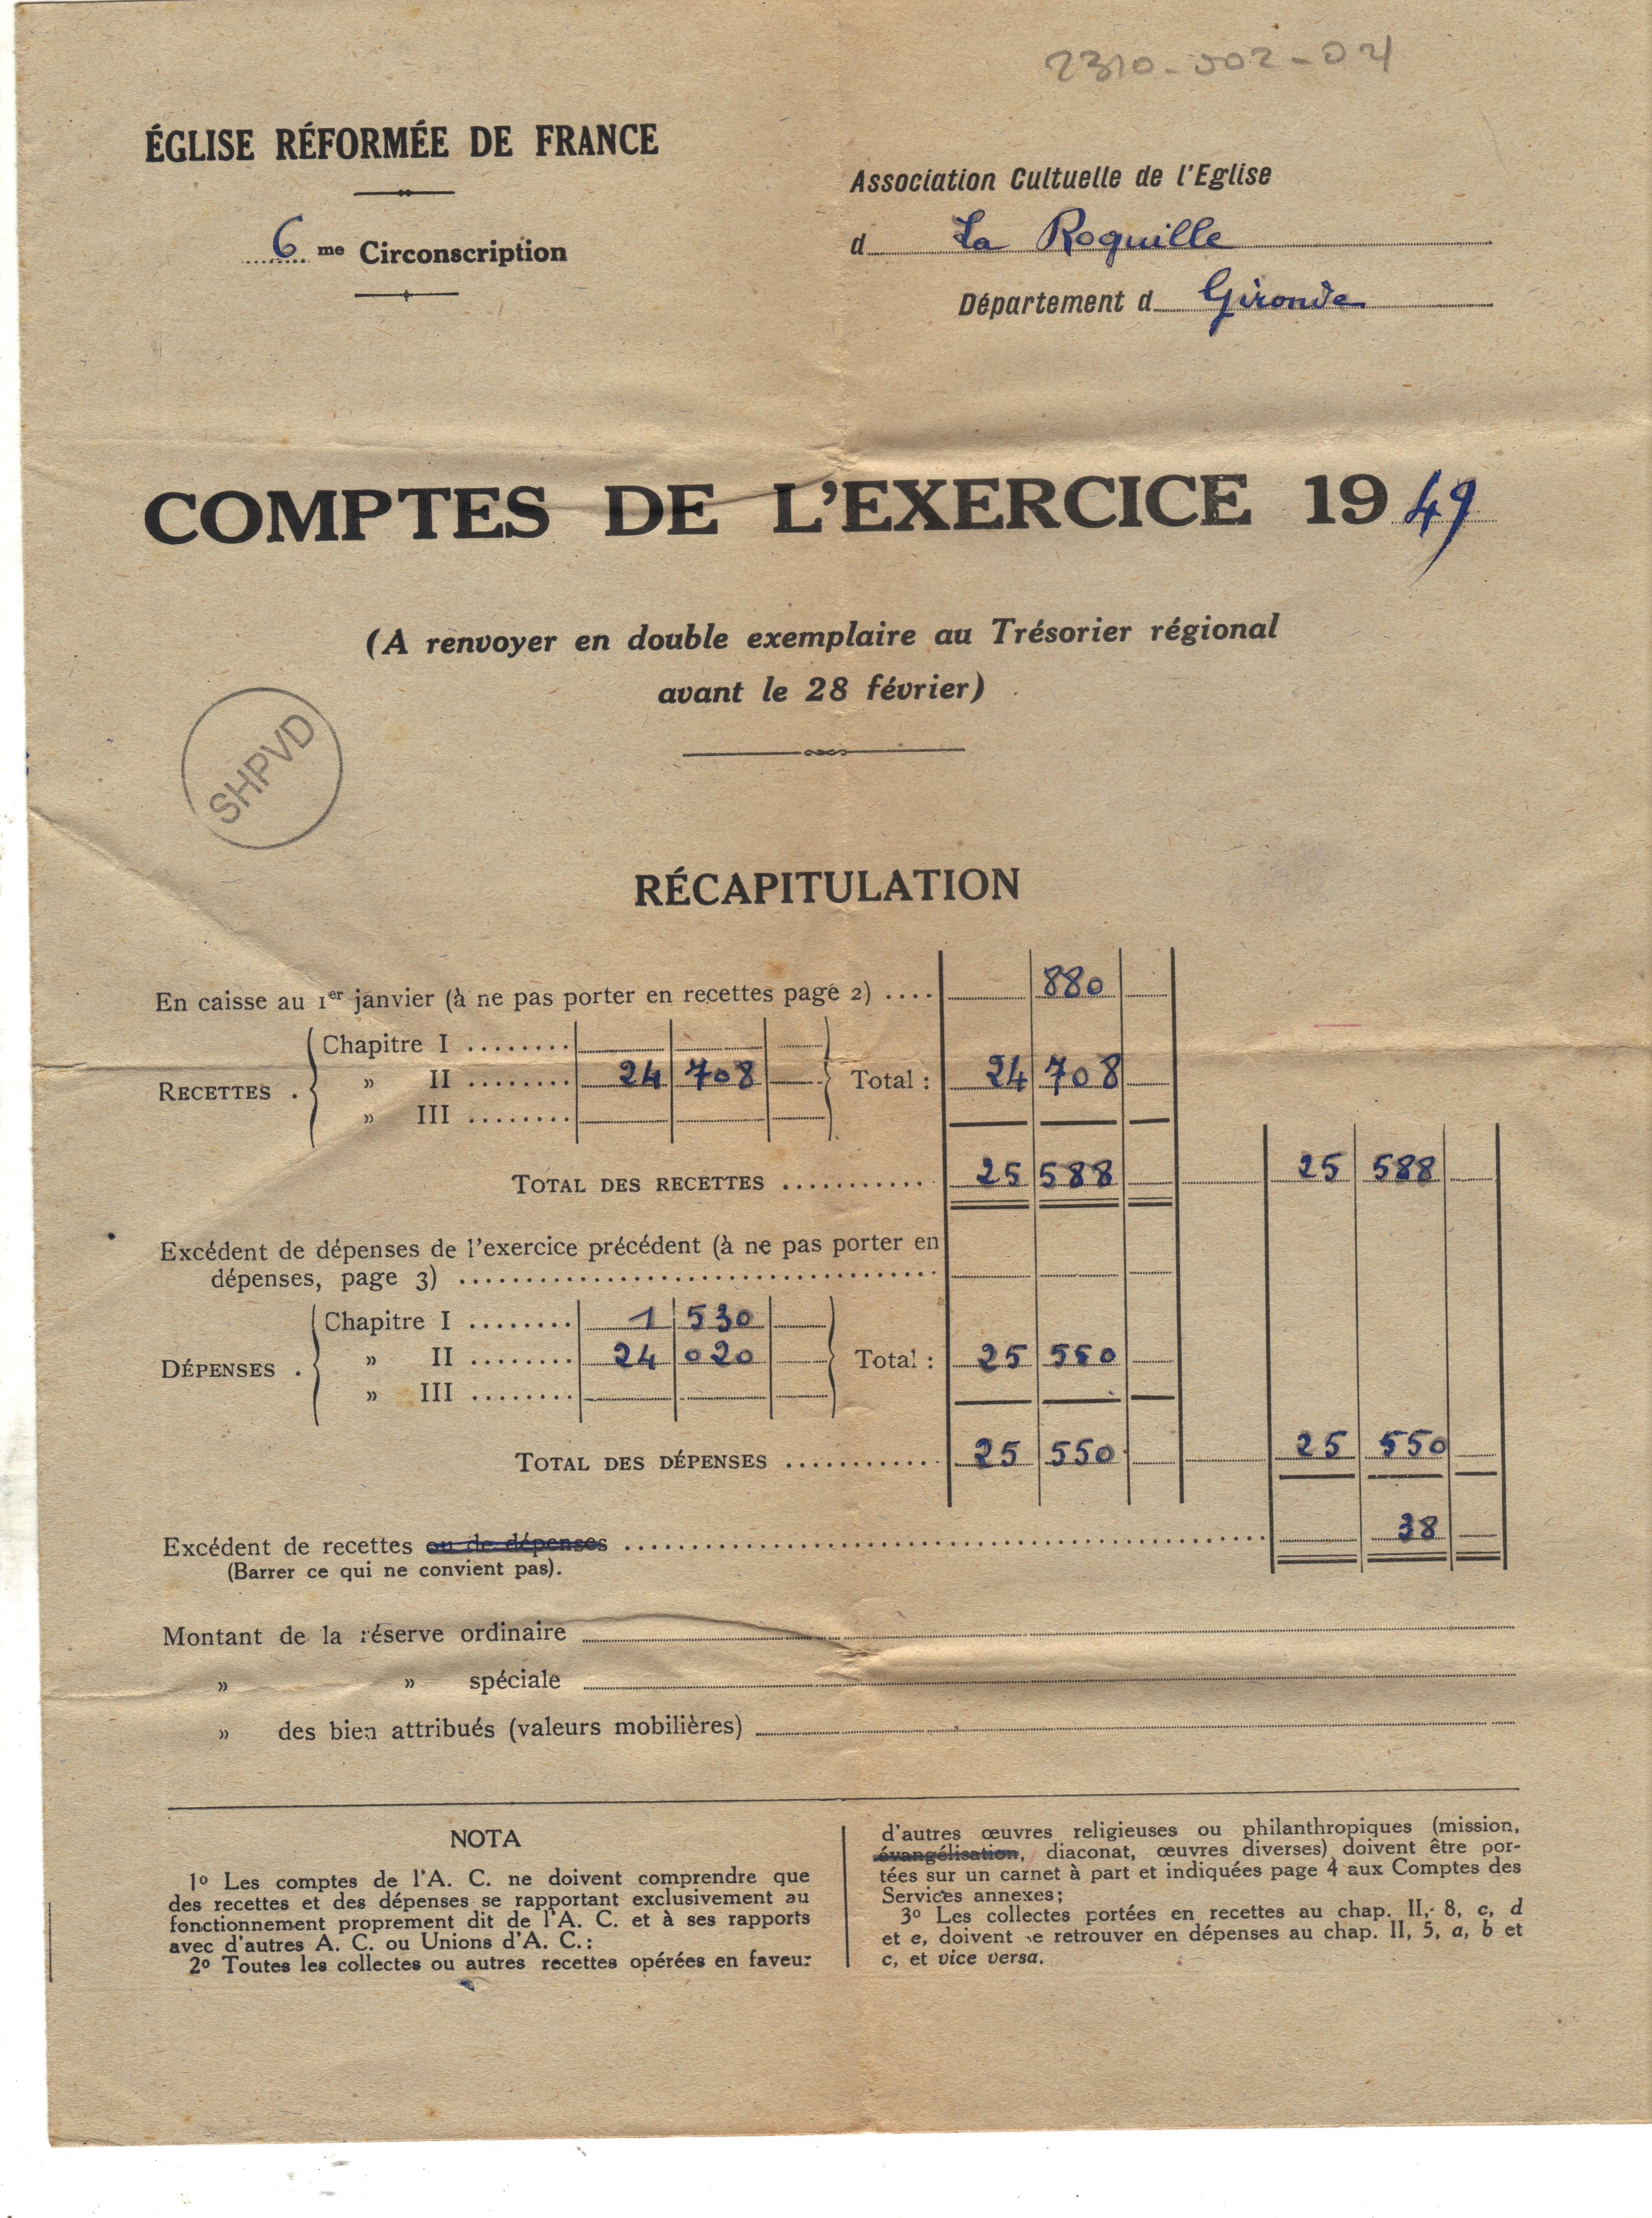 2310-002-04
ÉGLISE RÉFORMÉE DE FRANCE
6 me Circonscription
Association Cultuelle de l'Eglise
d La Roquille
Département d Gironde
COMPTES DE L'EXERCICE 1949
(A renvoyer en double exemplaire au Trésorier régional
avant le 28 février)
SHPVD
RÉCAPITULATION
En caisse au 1er janvier (à ne pas porter en recettes page 2) .... 880
Chapitre I ........
RECETTES . » II ........ 24 708 Total : 24 708
» III ........
TOTAL DES RECETTES ........... 25 588 25 588
Excédent de dépenses de l'exercice précédent (à ne pas porter en
dépenses, page 3) ....................................
Chapitre I ........ 1 530
DÉPENSES . » II ........ 24 020 Total : 25 550
» III ........
TOTAL DES DÉPENSES ............ 25 550 25 550
Excédent de recettes ou de dépenses ................................................ 38
(Barrer ce qui ne convient pas).
Montant de la réserve ordinaire
» » spéciale
» des bien attribués (valeurs mobilières)
NOTA
1º Les comptes de l'A. C. ne doivent comprendre que
des recettes et des dépenses se rapportant exclusivement au
fonctionnement proprement dit de l'A. C. et à ses rapports
avec d'autres A. C. ou Unions d'A. C.:
2º Toutes les collectes ou autres recettes opérées en faveur
d'autres œuvres religieuses ou philanthropiques (mission,
évangélisation, diaconat, œuvres diverses) doivent être por-
tées sur un carnet à part et indiquées page 4 aux Comptes des
Services annexes;
3º Les collectes portées en recettes au chap. II, 8, c, d
et e, doivent se retrouver en dépenses au chap. II, 5, a, b et
c, et vice versa.